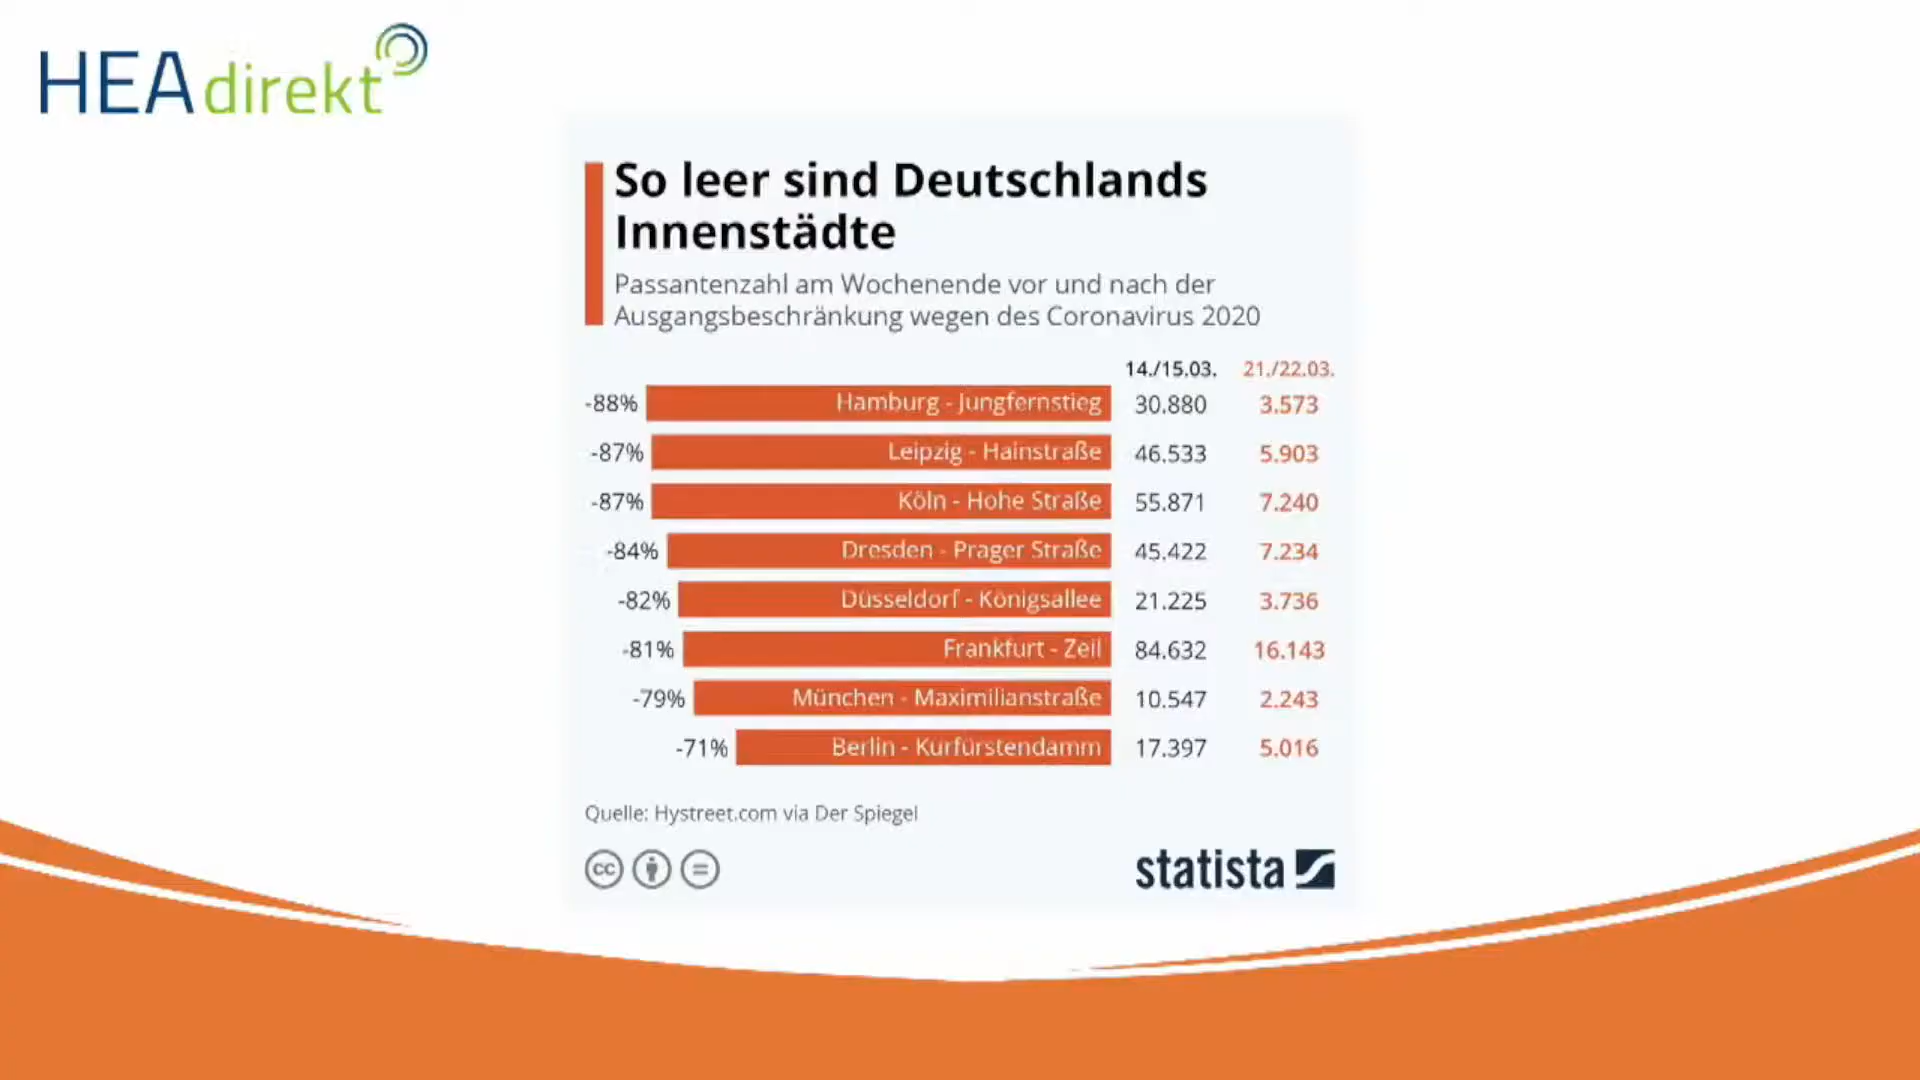 HEAdirekt
So leer sind Deutschlands
Innenstädte
Passantenzahl am Wochenende vor und nach der
Ausgangsbeschränkung wegen des Coronavirus 2020
14./15.03. 21./22.03.
-88% Hamburg - Jungfernstieg 30.880 3.573
-87% Leipzig - Hainstraße 46.533 5.903
-87% Köln - Hohe Straße 55.871 7.240
-84% Dresden - Prager Straße 45.422 7.234
-82% Düsseldorf - Königsallee 21.225 3.736
-81% Frankfurt - Zeil 84.632 16.143
-79% München - Maximilianstraße 10.547 2.243
-71% Berlin - Kurfürstendamm 17.397 5.016
Quelle: Hystreet.com via Der Spiegel
cc = statista